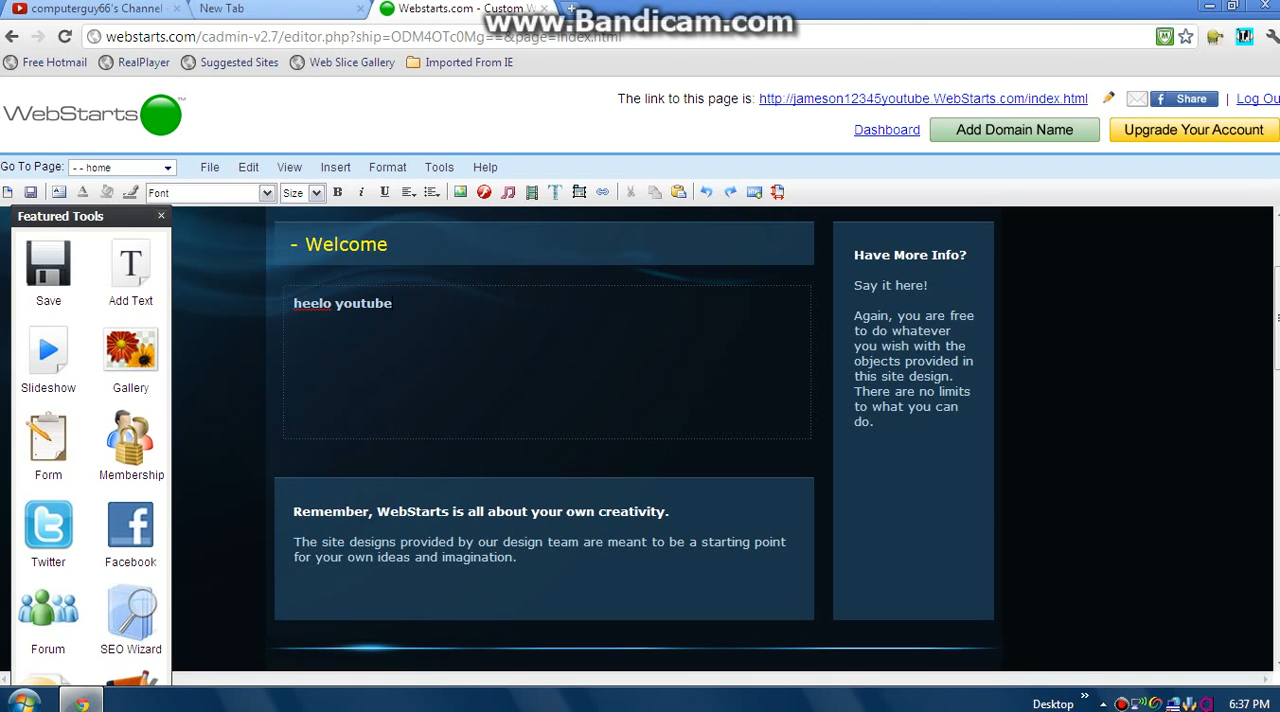 www.Bandicam.com
computerguy66's Channel -
New Tab
Webstarts.com - Custom W
webstarts.com/cadmin-v2.7/editor.php?ship=ODM4OTc0Mg==&page=index.html
Free Hotmail RealPlayer Suggested Sites Web Slice Gallery Imported From IE
WebStarts™
The link to this page is: http://jameson12345youtube.WebStarts.com/index.html
Share | Log Ou
Dashboard Add Domain Name Upgrade Your Account
Go To Page: - - home File Edit View Insert Format Tools Help
Font Size B i U
Featured Tools
Save Add Text
Slideshow Gallery
Form Membership
Twitter Facebook
Forum SEO Wizard
- Welcome
heelo youtube
Remember, WebStarts is all about your own creativity.
The site designs provided by our design team are meant to be a starting point
for your own ideas and imagination.
Have More Info?
Say it here!
Again, you are free
to do whatever
you wish with the
objects provided in
this site design.
There are no limits
to what you can
do.
Desktop » 6:37 PM